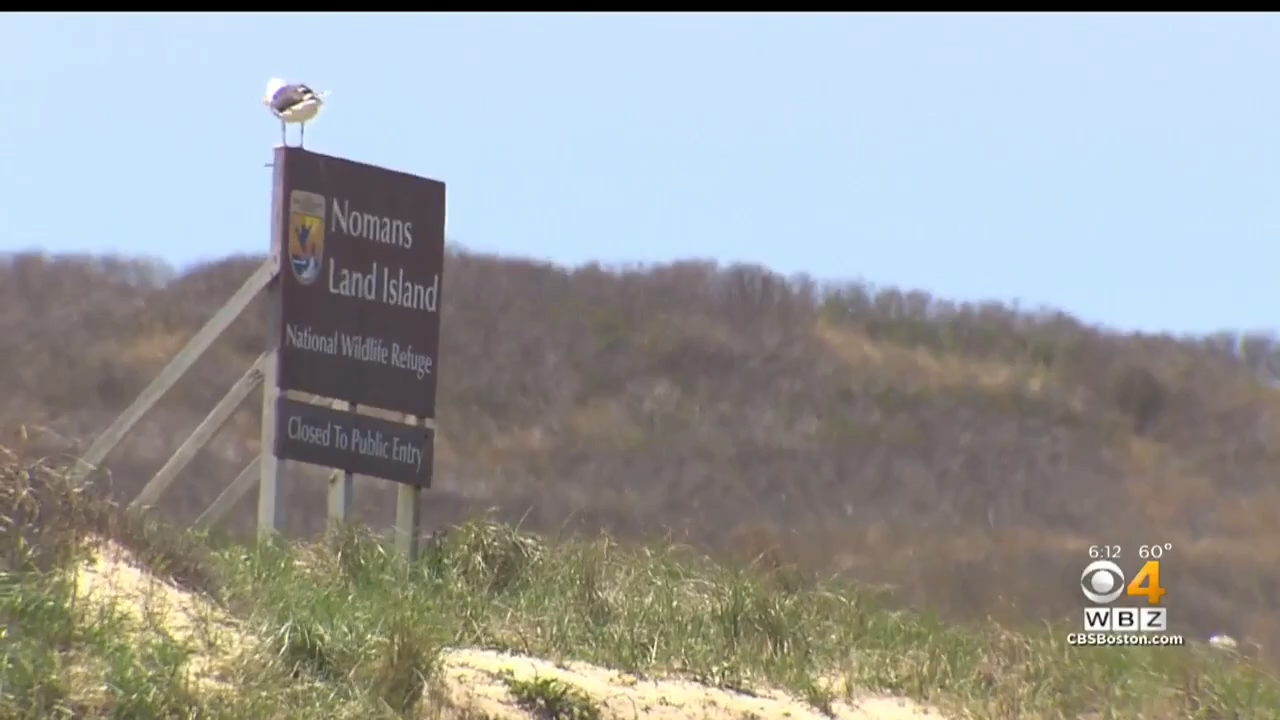 Nomans
Land Island
National Wildlife Refuge
Closed To Public Entry
6:12 60°
4
WBZ
CBSBoston.com